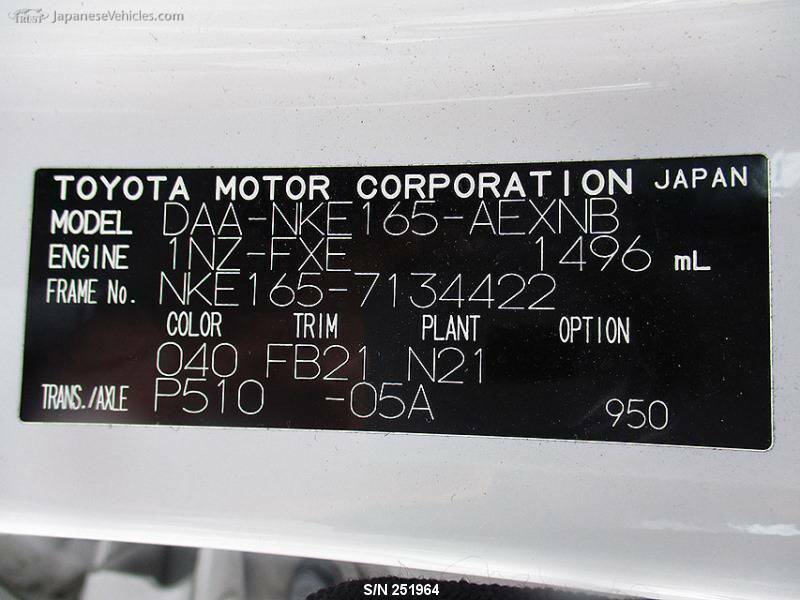 TRUST JapaneseVehicles.com
TOYOTA MOTOR CORPORATION JAPAN
MODEL DAA-NKE165-AEXNB
ENGINE 1NZ-FXE 1496 mL
FRAME No. NKE165-7134422
COLOR TRIM PLANT OPTION
040 FB21 N21
TRANS./AXLE P510 -05A 950
S/N 251964